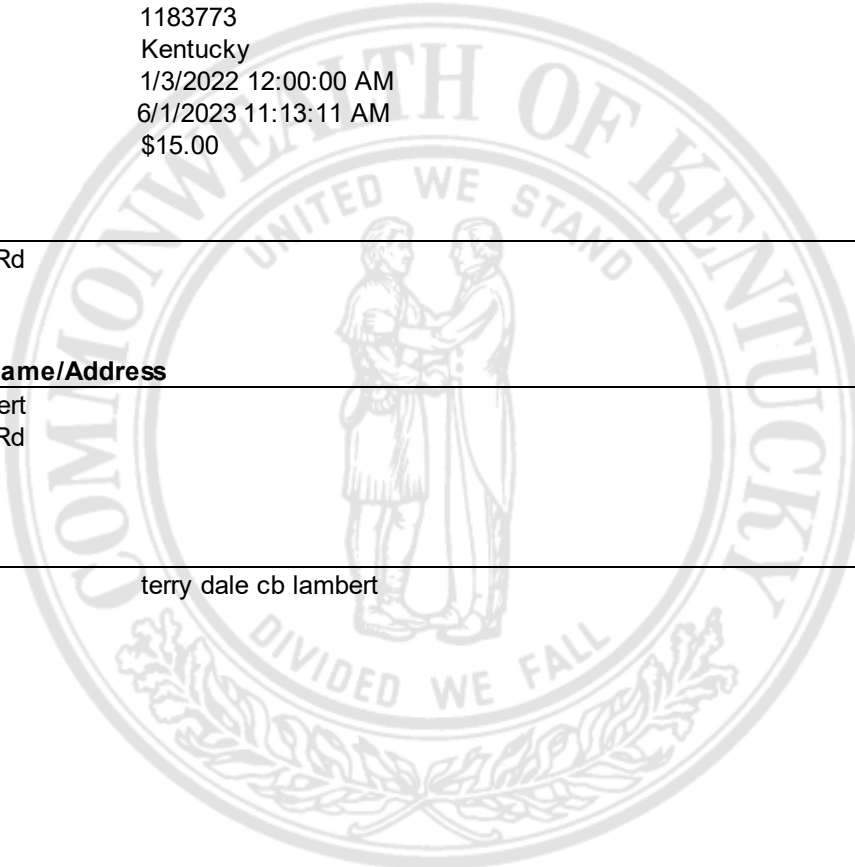 1183773
Kentucky
1/3/2022 12:00:00 AM
6/1/2023 11:13:11 AM
$15.00
Rd
ame/Address
ert
Rd
terry dale cb lambert
COMMONWEALTH OF KENTUCKY
UNITED WE STAND
DIVIDED WE FALL